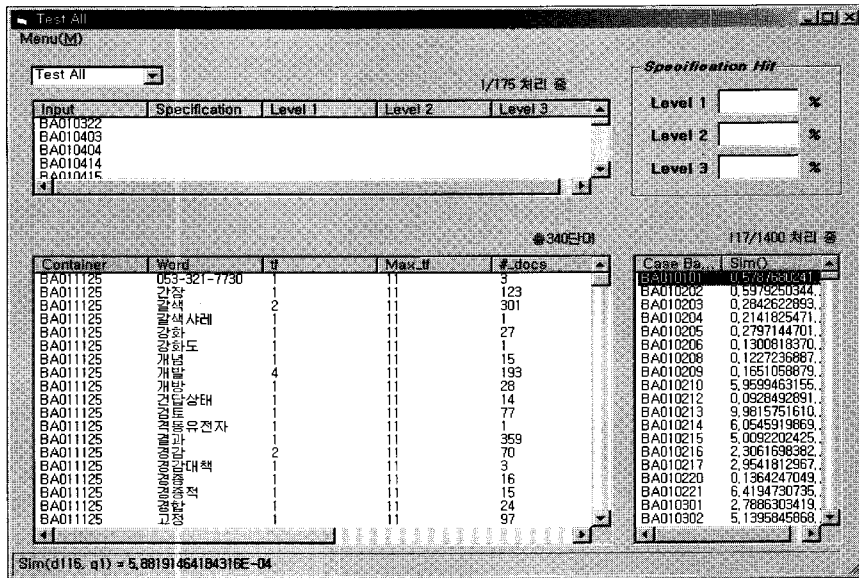 Test All
Menu(M)
Test All
1/175 처리 중
Input Specification Level 1 Level 2 Level 3
BA010322
BA010403
BA010404
BA010414
BA010415
Specification Hit
Level 1 %
Level 2 %
Level 3 %
총340단어
Container Word tf Max_tf #_docs
BA011125 053-321-7730 1 11 3
BA011125 간장 1 11 123
BA011125 갈색 2 11 301
BA011125 갈색샤레 1 11 1
BA011125 강화 1 11 27
BA011125 강화도 1 11 1
BA011125 개념 1 11 15
BA011125 개발 4 11 193
BA011125 개방 1 11 28
BA011125 건답상태 1 11 14
BA011125 검토 1 11 77
BA011125 격동유전자 1 11 1
BA011125 결과 1 11 359
BA011125 경감 2 11 70
BA011125 경감대책 1 11 3
BA011125 경종 1 11 16
BA011125 경종적 1 11 15
BA011125 경합 1 11 24
BA011125 고정 1 11 97
117/1400 처리 중
Case Ba... Sim()
BA010101 0,5787680241
BA010202 0,5979250344...
BA010203 0,2842622893...
BA010204 0,2141825471...
BA010205 0,2797144701...
BA010206 0,1300818370...
BA010208 0,1227236887...
BA010209 0,1651058879...
BA010210 5,9599463155...
BA010212 0,0928492891...
BA010213 9,9815751610...
BA010214 6,0545919869...
BA010215 5,0092202425...
BA010216 2,3061698382...
BA010217 2,9541812967...
BA010220 0,1364247049...
BA010221 6,4194730735...
BA010301 2,7886303419...
BA010302 5,1395845868...
Sim(d116, q1) = 5,88191464184316E-04